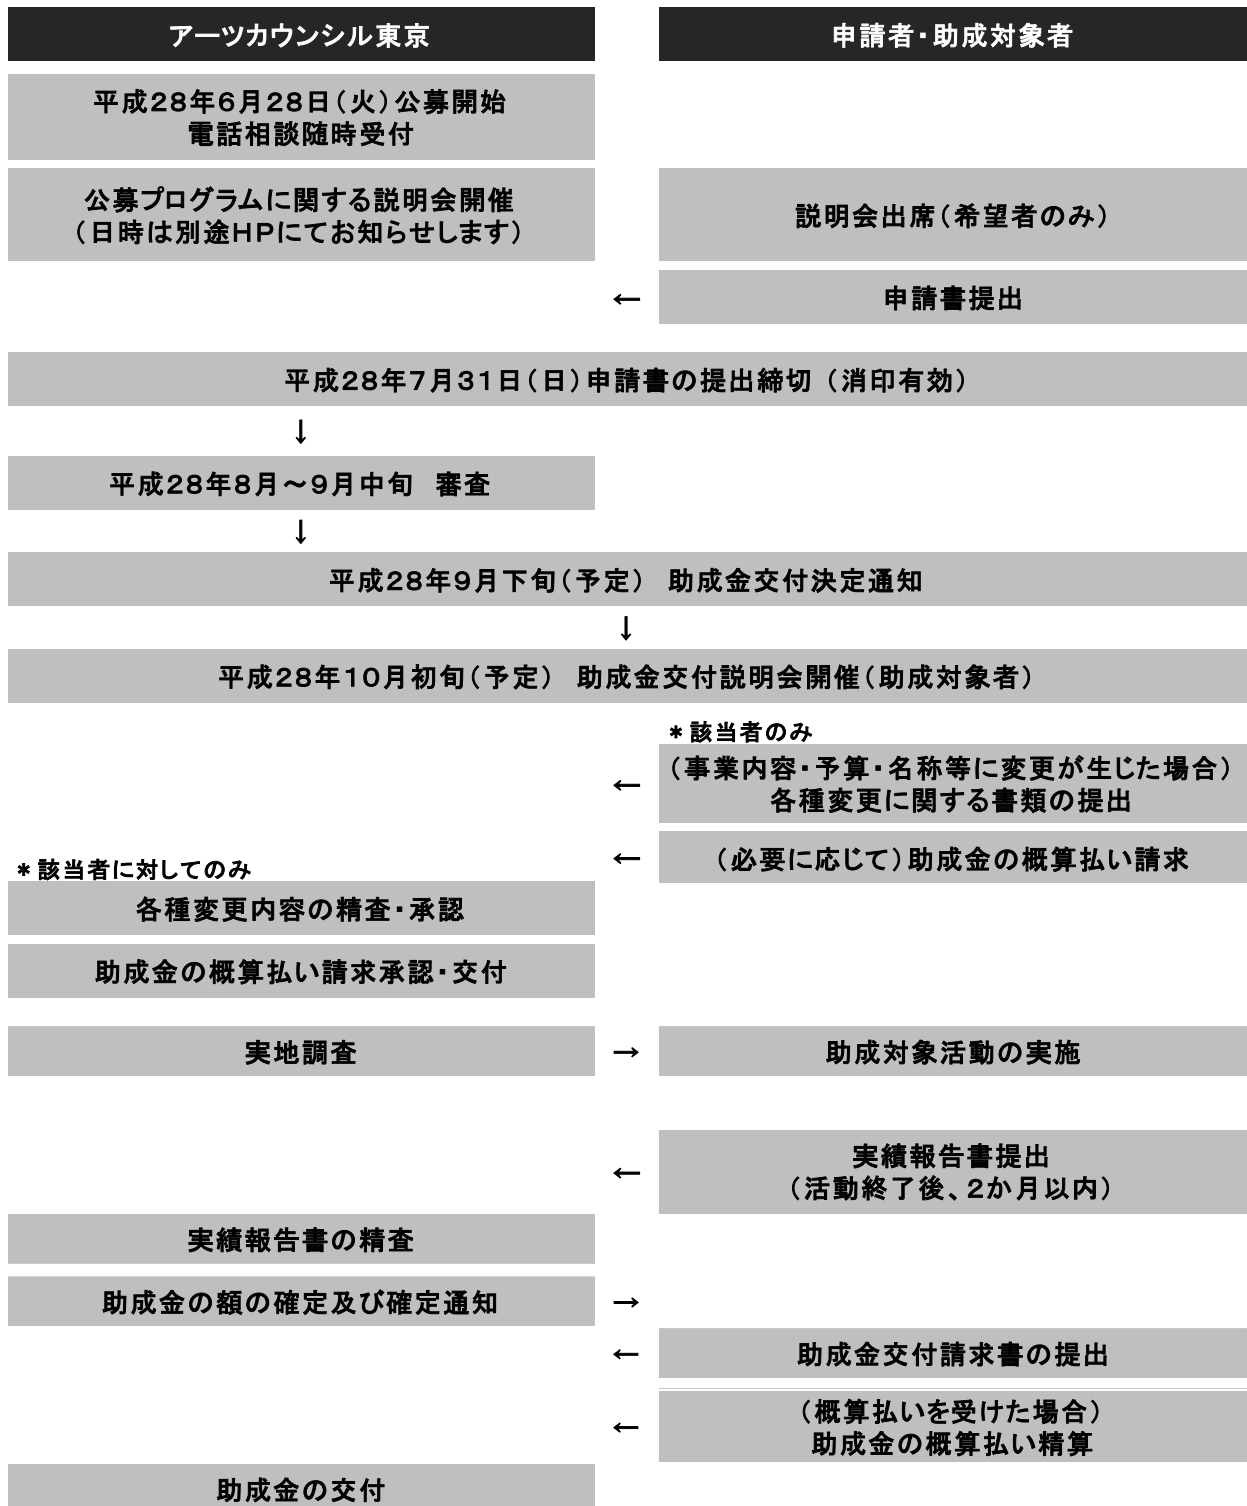 アーツカウンシル東京
申請者・助成対象者
平成28年6月28日(火)公募開始
電話相談随時受付
公募プログラムに関する説明会開催
(日時は別途HPにてお知らせします)
説明会出席(希望者のみ)
←
申請書提出
平成28年7月31日(日)申請書の提出締切 (消印有効)
↓
平成28年8月~9月中旬 審査
↓
平成28年9月下旬(予定) 助成金交付決定通知
↓
平成28年10月初旬(予定) 助成金交付説明会開催(助成対象者)
*該当者のみ
←
(事業内容・予算・名称等に変更が生じた場合)
各種変更に関する書類の提出
←
(必要に応じて)助成金の概算払い請求
*該当者に対してのみ
各種変更内容の精査・承認
助成金の概算払い請求承認・交付
実地調査
→
助成対象活動の実施
←
実績報告書提出
(活動終了後、2か月以内)
実績報告書の精査
助成金の額の確定及び確定通知
→
←
助成金交付請求書の提出
←
(概算払いを受けた場合)
助成金の概算払い精算
助成金の交付